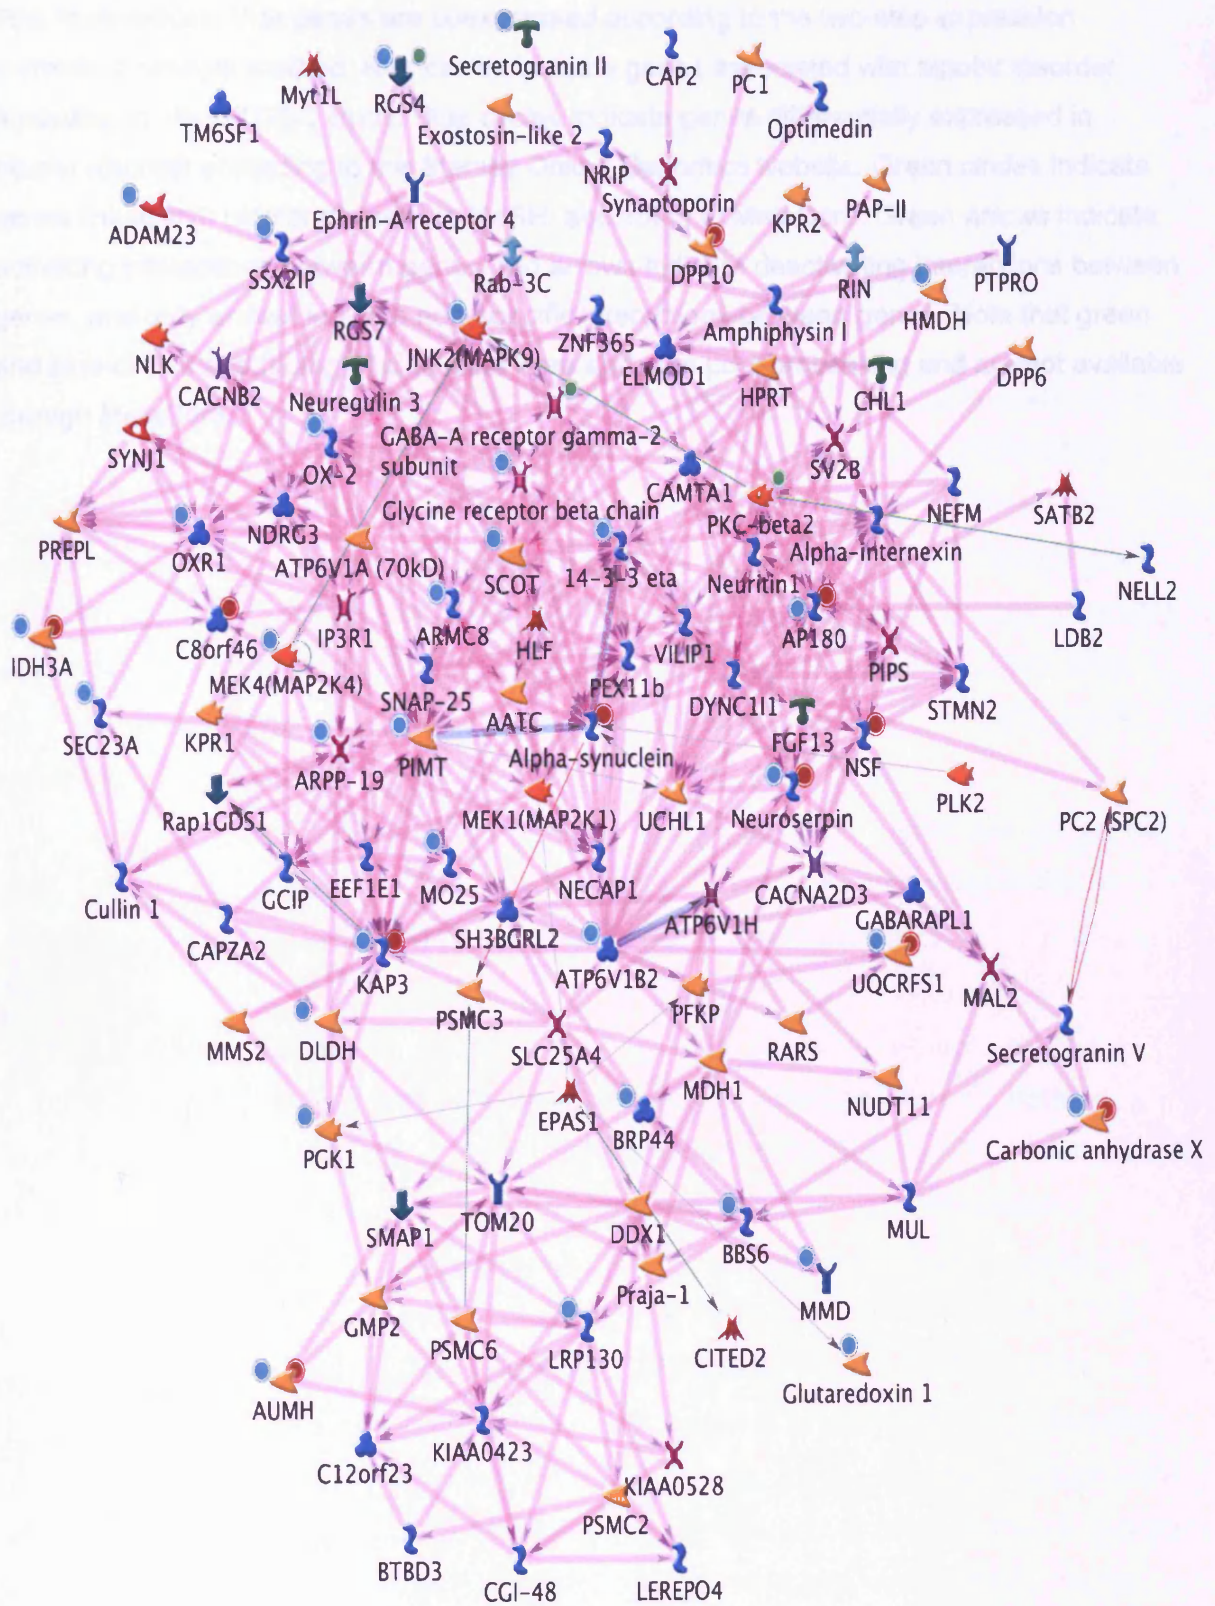 Secretogranin II
CAP2
PC1
Myt1L
RGS4
TM6SF1
Exostosin-like 2
Optimedin
NRIP
Synaptoporin
KPR2
PAP-II
ADAM23
Ephrin-A receptor 4
SSX2IP
Rab-3C
DPP10
RIN
PTPRO
HMDH
RGS7
JNK2(MAPK9)
ZNF365
Amphiphysin I
NLK
CACNB2
Neuregulin 3
ELMOD1
HPRT
CHL1
DPP6
GABA-A receptor gamma-2
subunit
SYNJ1
OX-2
CAMTA1
SV2B
Glycine receptor beta chain
PKC-beta2
NEFM
SATB2
PREPL
OXR1
NDRG3
ATP6V1A (70kD)
SCOT
14-3-3 eta
Neuritin1
Alpha-internexin
NELL2
IDH3A
C8orf46
IP3R1
ARMC8
HLF
VILIP1
AP180
PIPS
LDB2
MEK4(MAP2K4)
SNAP-25
PEX11b
DYNC1I1
STMN2
SEC23A
KPR1
ARPP-19
PIMT
AATC
Alpha-synuclein
FGF13
NSF
Rap1GDS1
MEK1(MAP2K1)
UCHL1
Neuroserpin
PLK2
PC2 (SPC2)
Cullin 1
GCIP
EEF1E1
MO25
NECAP1
CACNA2D3
GABARAPL1
CAPZA2
SH3BGRL2
ATP6V1H
KAP3
ATP6V1B2
UQCRFS1
MAL2
MMS2
DLDH
PSMC3
SLC25A4
PFKP
RARS
Secretogranin V
MDH1
NUDT11
EPAS1
BRP44
Carbonic anhydrase X
PGK1
SMAP1
TOM20
DDX1
BBS6
MUL
Praja-1
MMD
GMP2
PSMC6
LRP130
CITED2
Glutaredoxin 1
AUMH
C12orf23
KIAA0423
KIAA0528
PSMC2
BTBD3
CGI-48
LEREPO4